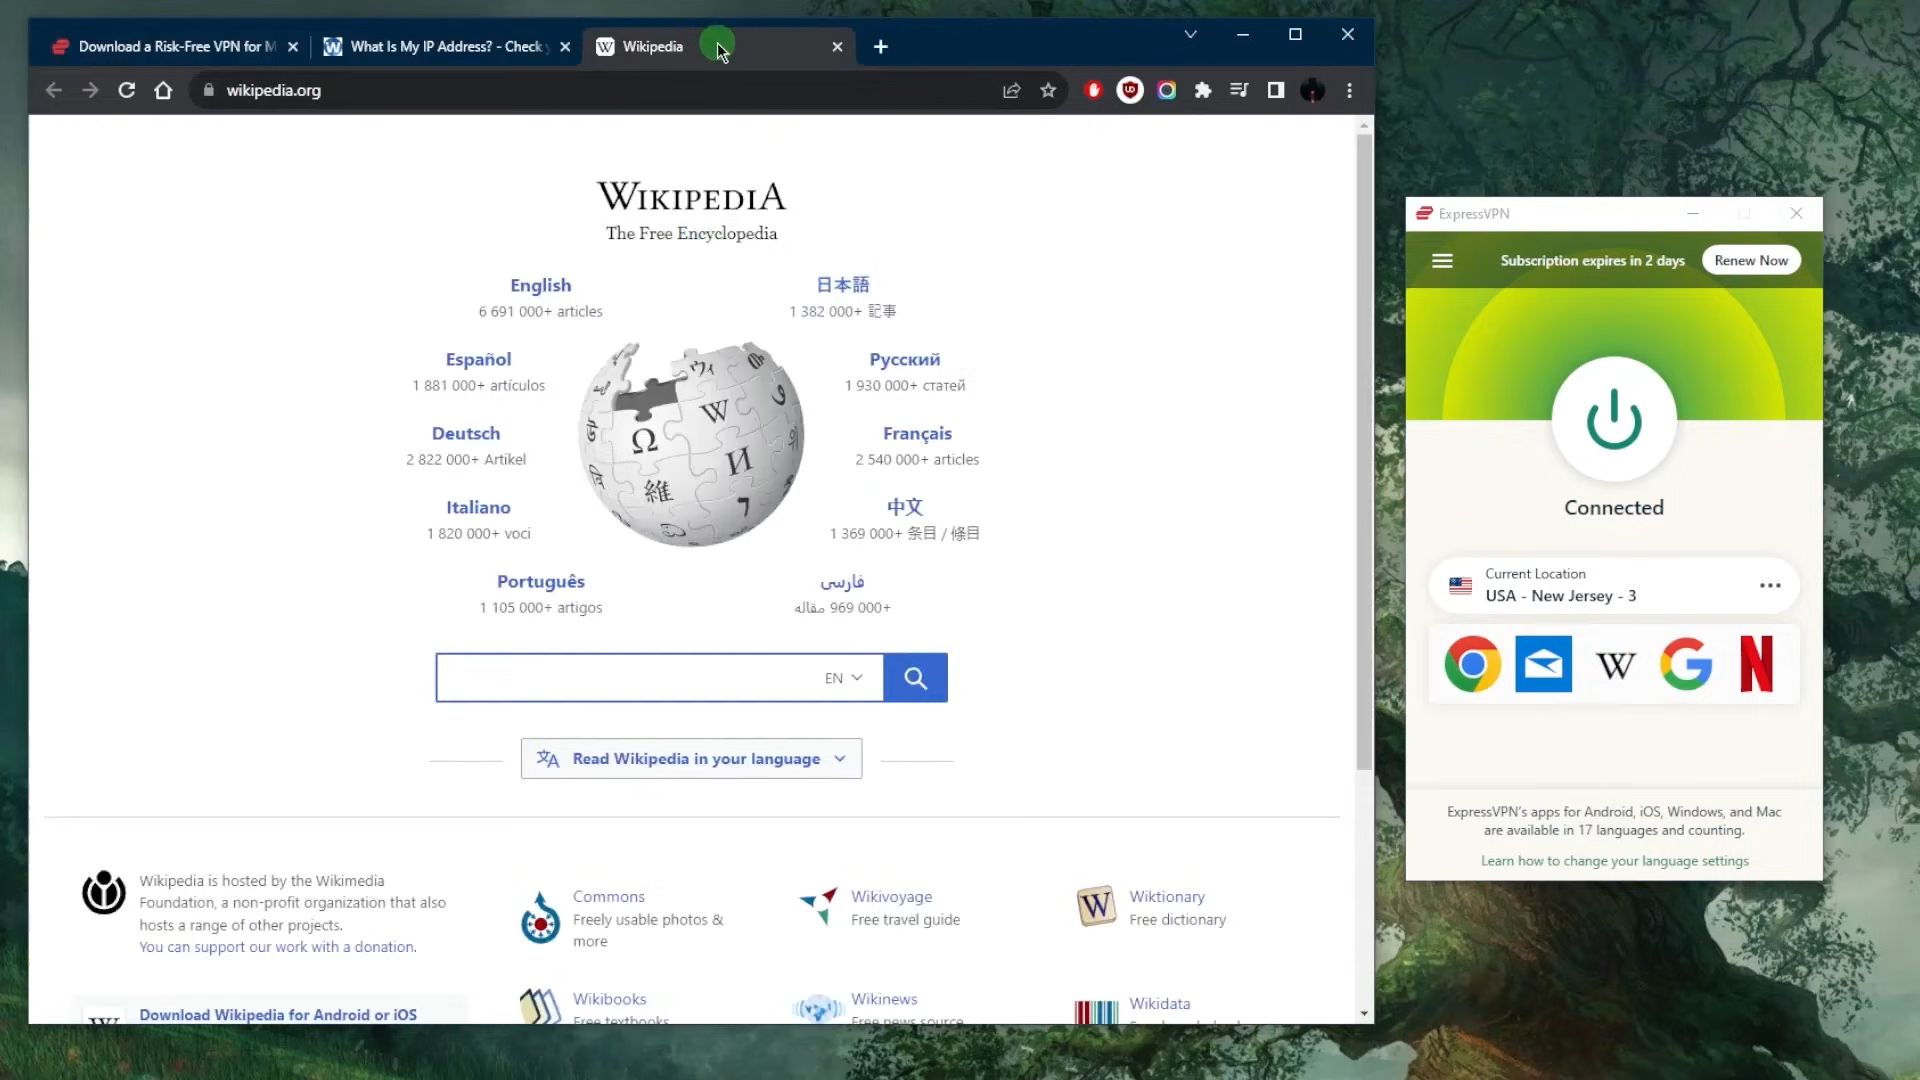 Download a Risk-Free VPN for M
What Is My IP Address? - Check
Wikipedia
wikipedia.org
WIKIPEDIA
The Free Encyclopedia
English
6 691 000+ articles
日本語
1 382 000+ 記事
Español
1 881 000+ artículos
Русский
1 930 000+ статей
Deutsch
2 822 000+ Artikel
Français
2 540 000+ articles
Italiano
1 820 000+ voci
中文
1 369 000+ 条目 / 條目
Português
1 105 000+ artigos
فارسی
969 000+ مقاله
EN
Read Wikipedia in your language
Wikipedia is hosted by the Wikimedia
Foundation, a non-profit organization that also
hosts a range of other projects.
You can support our work with a donation.
Download Wikipedia for Android or iOS
Commons
Freely usable photos &
more
Wikivoyage
Free travel guide
Wiktionary
Free dictionary
Wikibooks
Free textbooks
Wikinews
Free news source
Wikidata
ExpressVPN
Subscription expires in 2 days
Renew Now
Connected
Current Location
USA - New Jersey - 3
ExpressVPN's apps for Android, iOS, Windows, and Mac
are available in 17 languages and counting.
Learn how to change your language settings